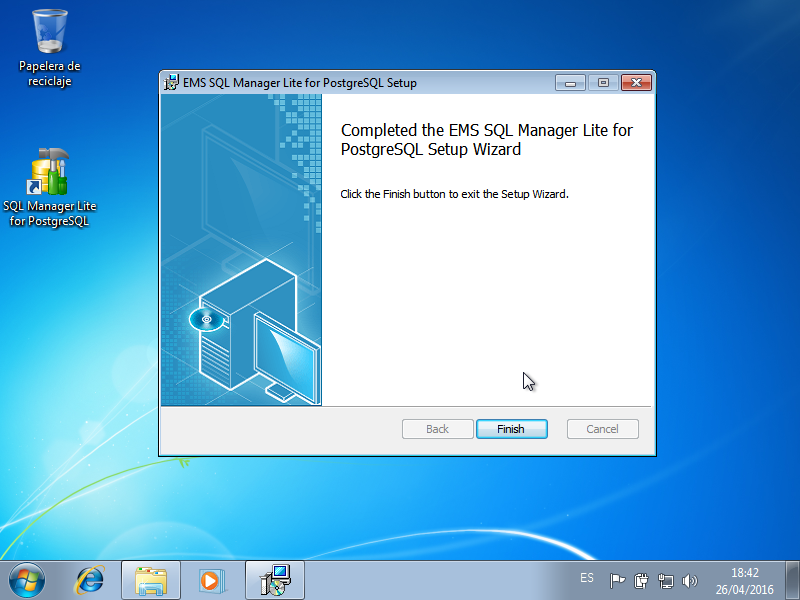 Papelera de
reciclaje
SQL Manager Lite
for PostgreSQL
EMS SQL Manager Lite for PostgreSQL Setup
Completed the EMS SQL Manager Lite for
PostgreSQL Setup Wizard
Click the Finish button to exit the Setup Wizard.
Back
Finish
Cancel
ES
18:42
26/04/2016